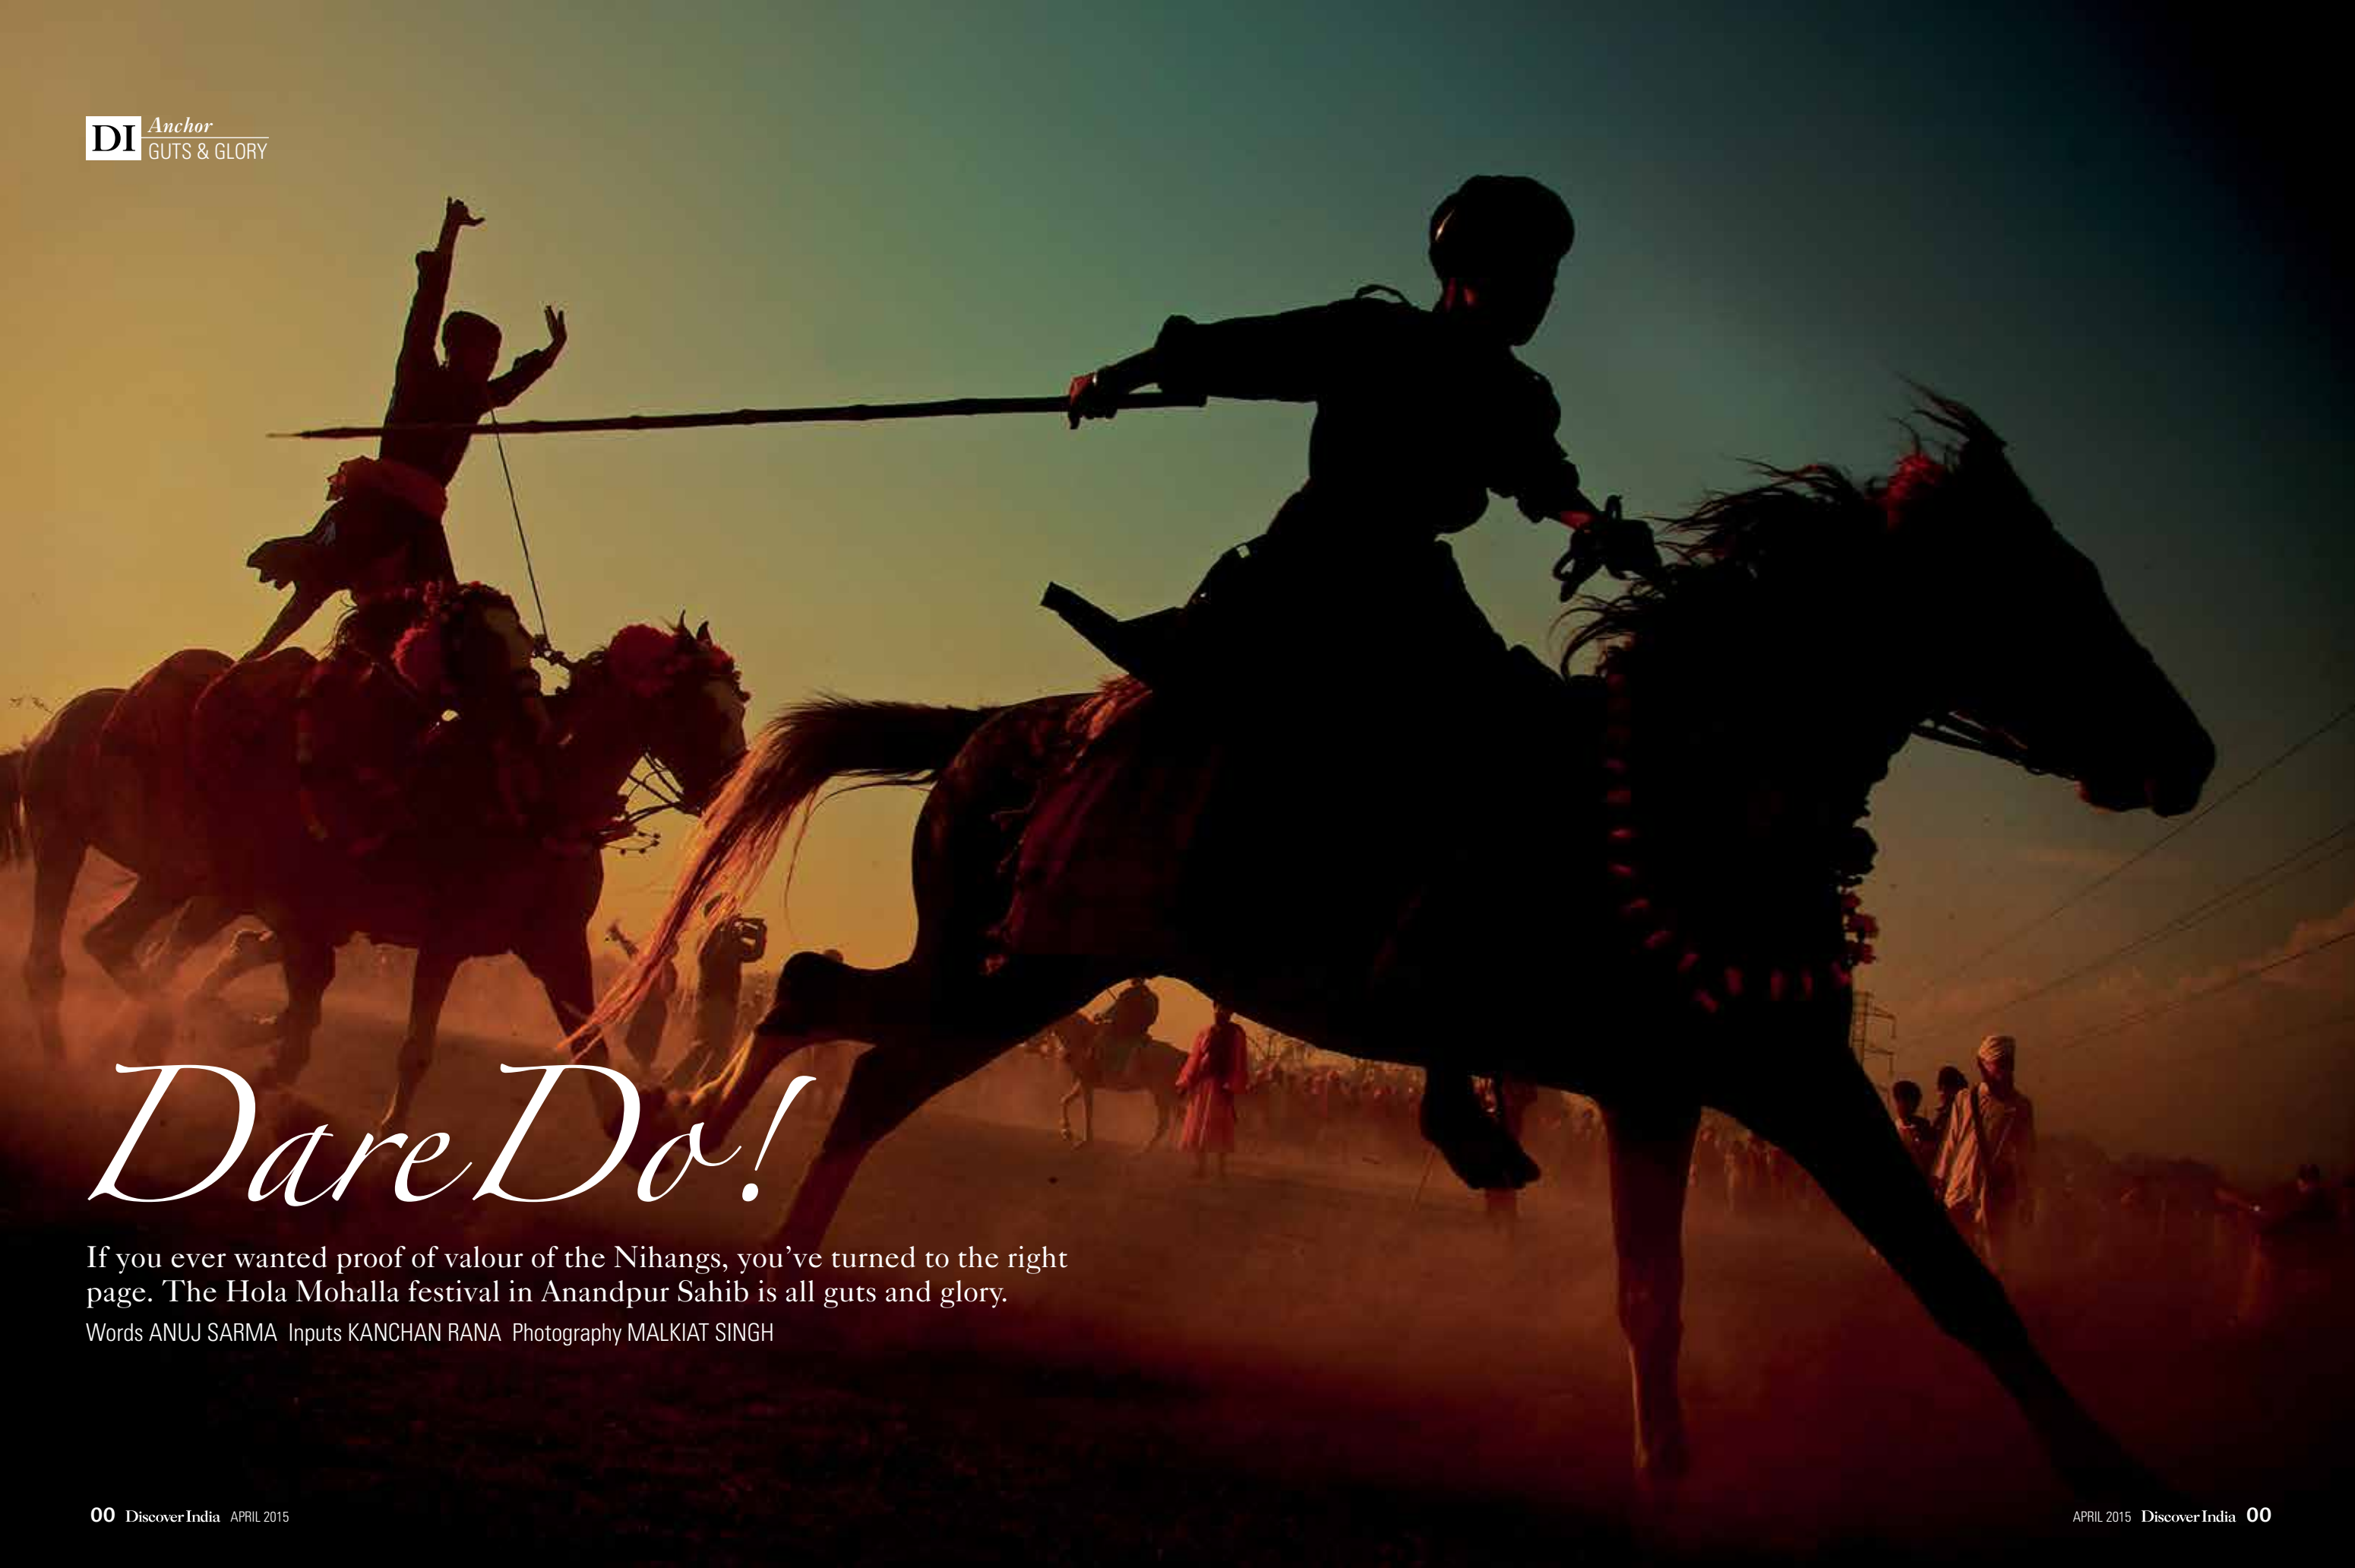 DI Anchor
GUTS & GLORY
DareDo!
If you ever wanted proof of valour of the Nihangs, you’ve turned to the right
page. The Hola Mohalla festival in Anandpur Sahib is all guts and glory.
Words ANUJ SARMA Inputs KANCHAN RANA Photography MALKIAT SINGH
00 Discover India APRIL 2015
APRIL 2015 Discover India 00